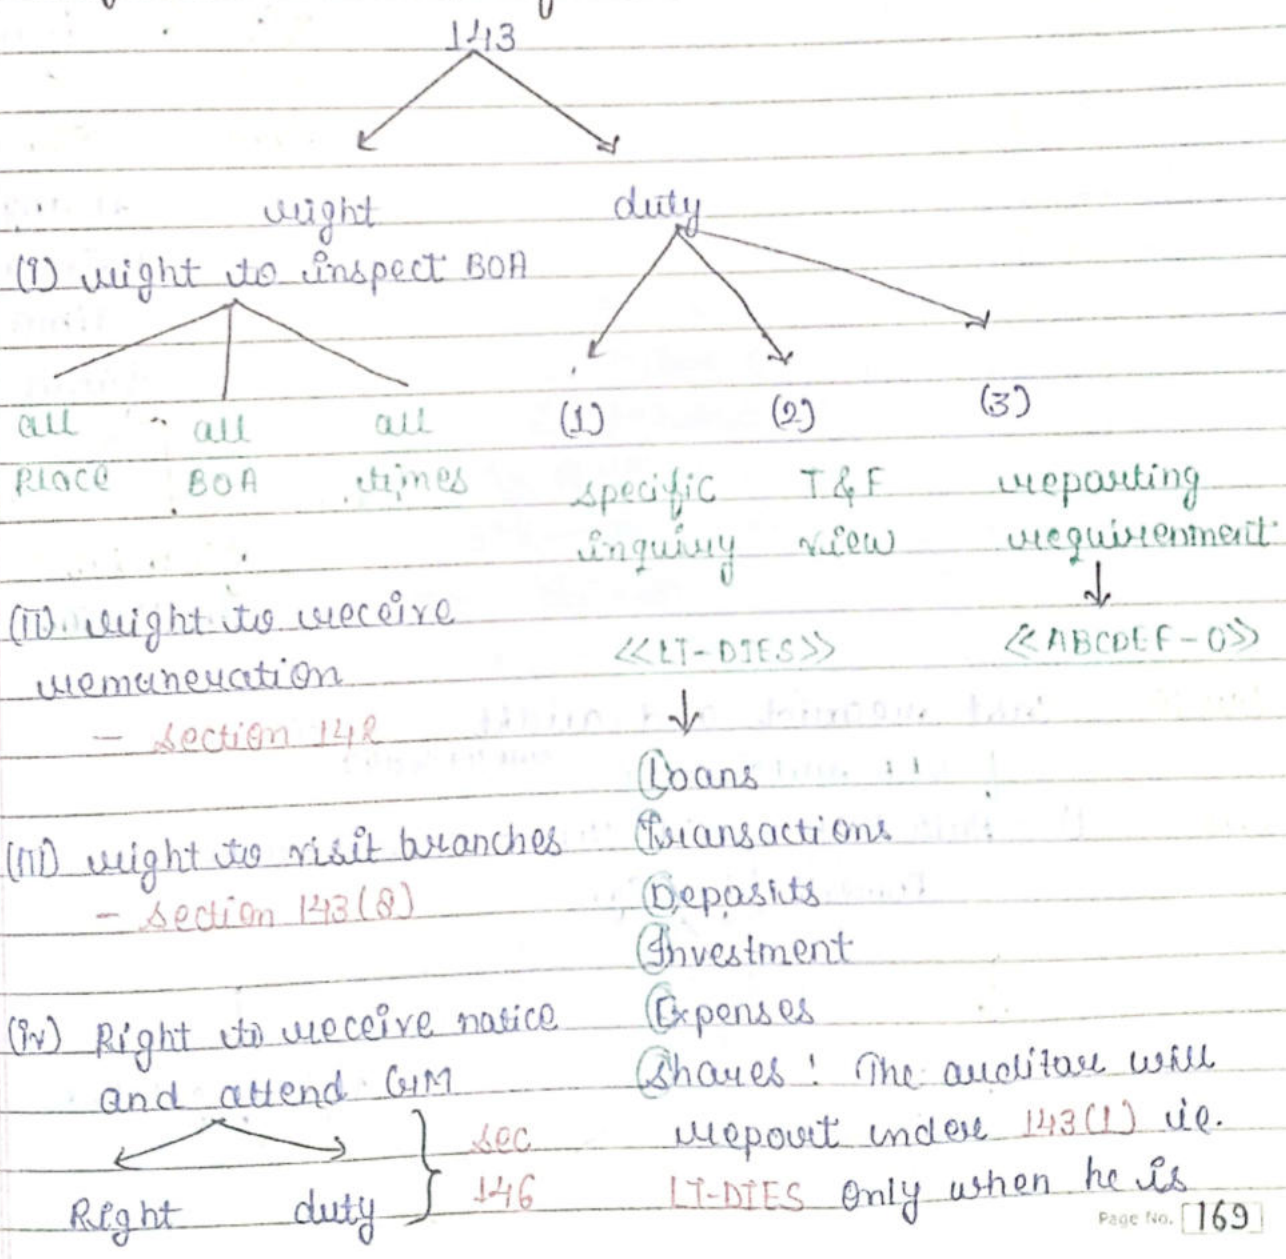 143
right duty
(i) right to inspect BOA
all all all (1) (2) (3)
Place BOA times specific T&F reporting
inquiry view requirenment
(ii) right to receive <<LT-DIES>> <<ABCDEF-O>>
remuneration
- section 142
Loans
(iii) right to visit branches Transactions
- section 143(8) Deposits
Investment
(iv) Right to receive notice Expenses
and attend GM Shares: The auditor will
sec report under 143(1) i.e.
Right duty 146 LT-DIES only when he is
Page No. 169